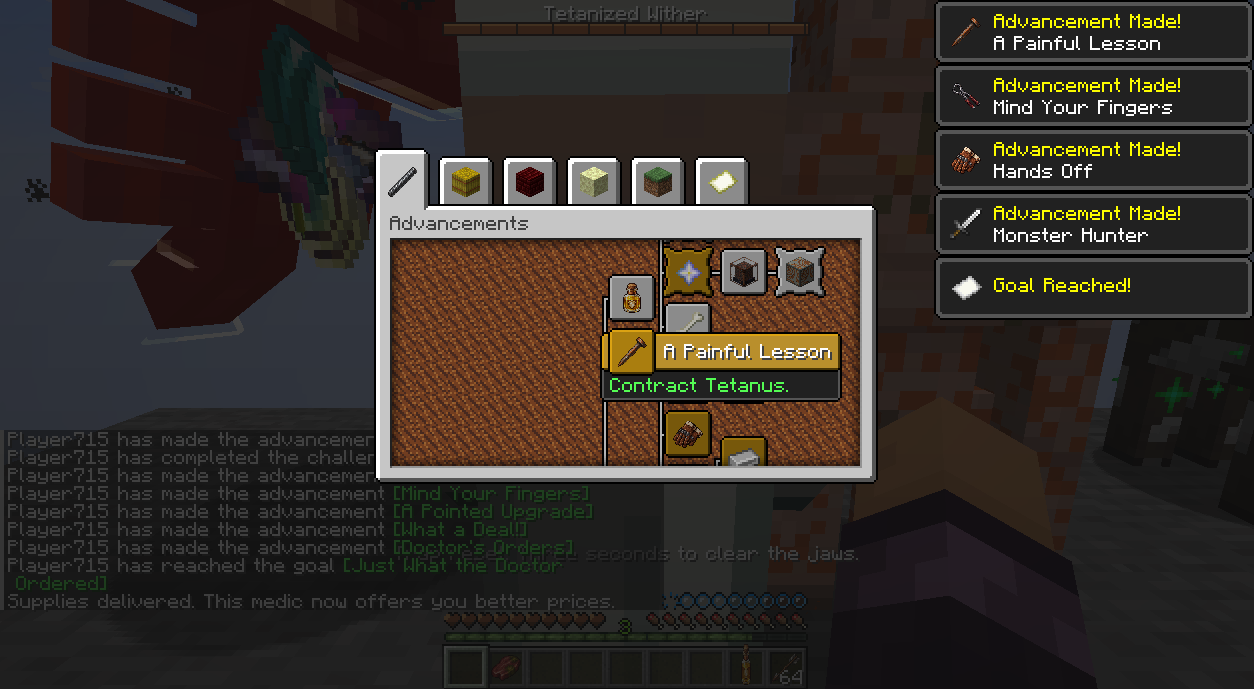 Tetanized Wither
Advancement Made!
A Painful Lesson
Advancement Made!
Mind Your Fingers
Advancement Made!
Hands Off
Advancement Made!
Monster Hunter
Goal Reached!
Advancements
A Painful Lesson
Contract Tetanus.
Player715 has made the advancemen
Player715 has completed the challen
Player715 has made the advancemen
Player715 has made the advancement [Mind Your Fingers]
Player715 has made the advancement [A Pointed Upgrade]
Player715 has made the advancement [What a Deal!]
Player715 has made the advancement [Doctor's Orders]
seconds to clear the jaws.
Player715 has reached the goal [Just What the Doctor
Ordered]
Supplies delivered. This medic now offers you better prices.
3
64